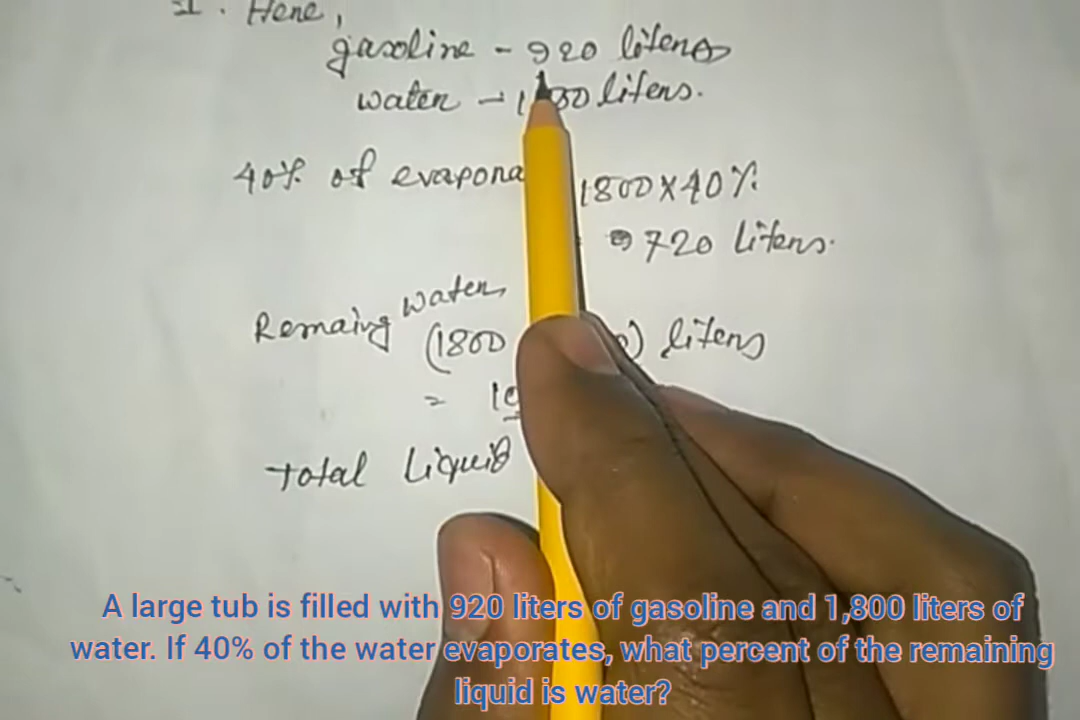 I. Here,
gasoline - 920 liters
water - 1 00 liters.
40% of evapora 1800 X 40%
= 720 liters.
Remaing water,
(1800 ) liters
= 10
Total liquid
A large tub is filled with 920 liters of gasoline and 1,800 liters of
water. If 40% of the water evaporates, what percent of the remaining
liquid is water?